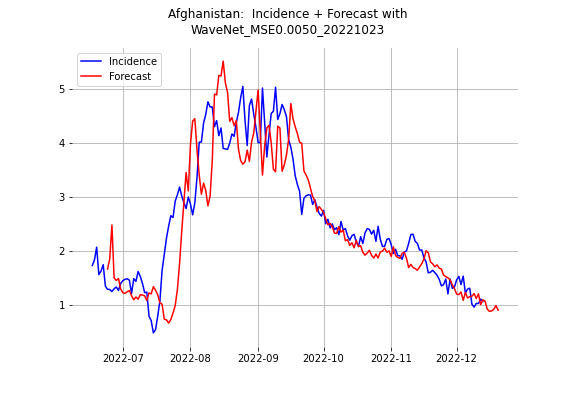 Afghanistan:  Incidence + Forecast with
WaveNet_MSE0.0050_20221023
Incidence
Forecast
5
4
3
2
1
2022-07 2022-08 2022-09 2022-10 2022-11 2022-12